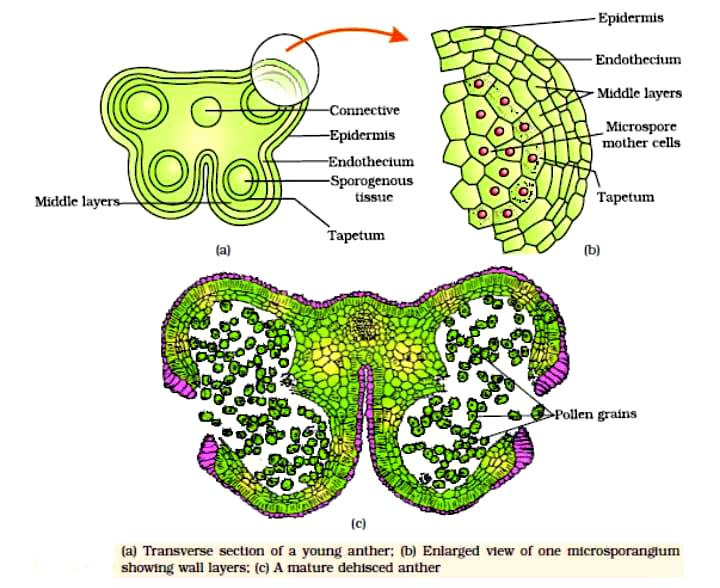 Epidermis
Endothecium
Middle layers
Microspore
mother cells
Tapetum
(b)
Connective
Epidermis
Endothecium
Sporogenous
tissue
Middle layers
Tapetum
(a)
Pollen grains
(c)
(a) Transverse section of a young anther; (b) Enlarged view of one microsporangium
showing wall layers; (c) A mature dehisced anther